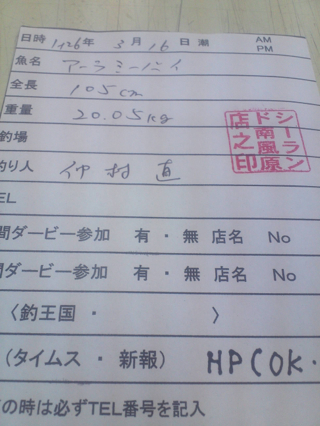 日時 H26年 3月16日 潮 AM PM
魚名 アーラミーバイ
全長 105cm
重量 20.05kg
釣場
釣り人 仲村 直
シーランド南風原店之印
TEL
間ダービー参加 有・無 店名 No
間ダービー参加 有・無 店名 No
〈釣王国・ 〉
(タイムス・新報) HP(OK・
の時は必ずTEL番号を記入